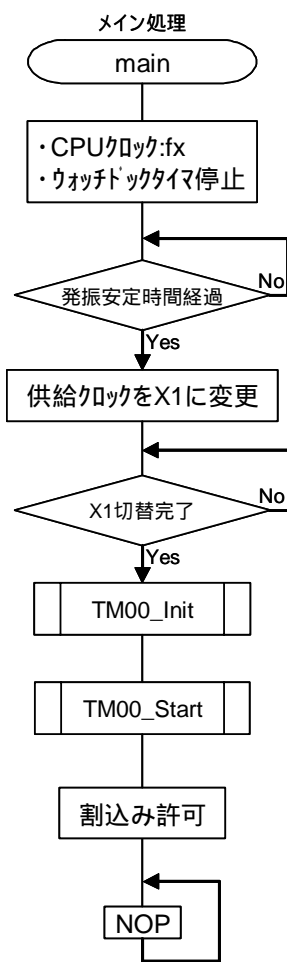 メイン処理
main
・CPUｸﾛｯｸ:fx
・ｳｫｯﾁﾄﾞｯｸﾀｲﾏ停止
発振安定時間経過
No
Yes
供給ｸﾛｯｸをX1に変更
X1切替完了
No
Yes
TM00_Init
TM00_Start
割込み許可
NOP